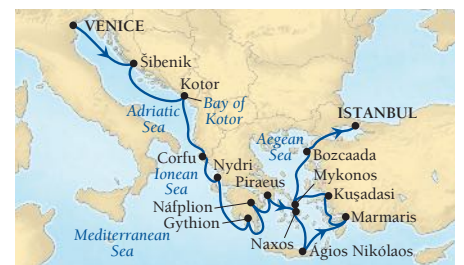 VENICE
Šibenik
Kotor
Adriatic
Sea
Bay of
Kotor
ISTANBUL
Aegean
Sea
Bozcaada
Corfu
Ionean
Sea
Nydri
Piraeus
Mykonos
Kuşadasi
Náfplion
Gythion
Marmaris
Mediterranean
Sea
Naxos
Ágios Nikólaos